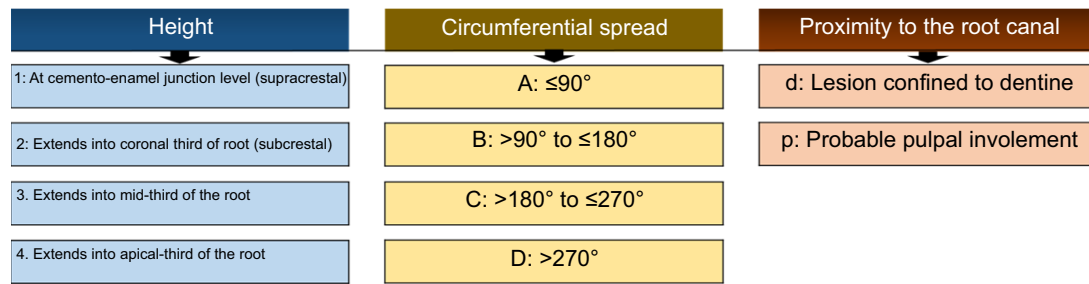 Height
Circumferential spread
Proximity to the root canal
1: At cemento-enamel junction level (supracrestal)
A: ≤90°
d: Lesion confined to dentine
2: Extends into coronal third of root (subcrestal)
B: >90° to ≤180°
p: Probable pulpal involement
3. Extends into mid-third of the root
C: >180° to ≤270°
4. Extends into apical-third of the root
D: >270°